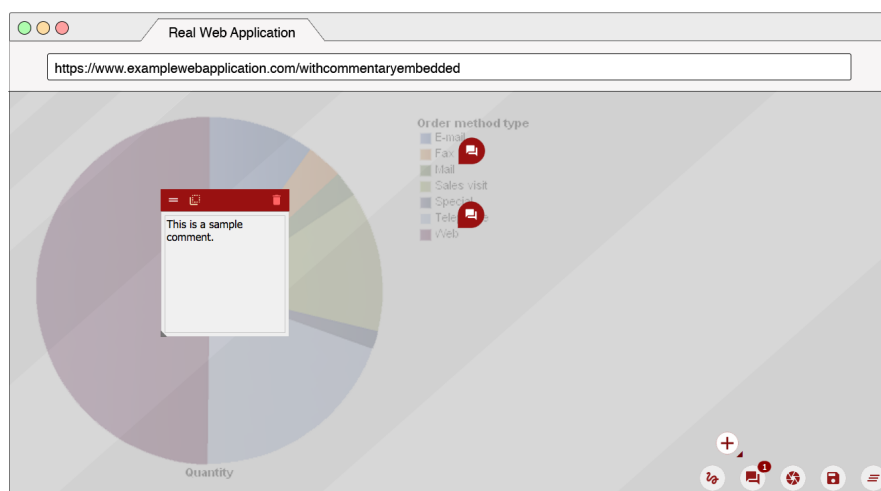 Real Web Application
https://www.examplewebapplication.com/withcommentaryembedded
Order method type
E-mail
Fax
Mail
Sales visit
Special
Web
This is a sample
comment.
Quantity
1